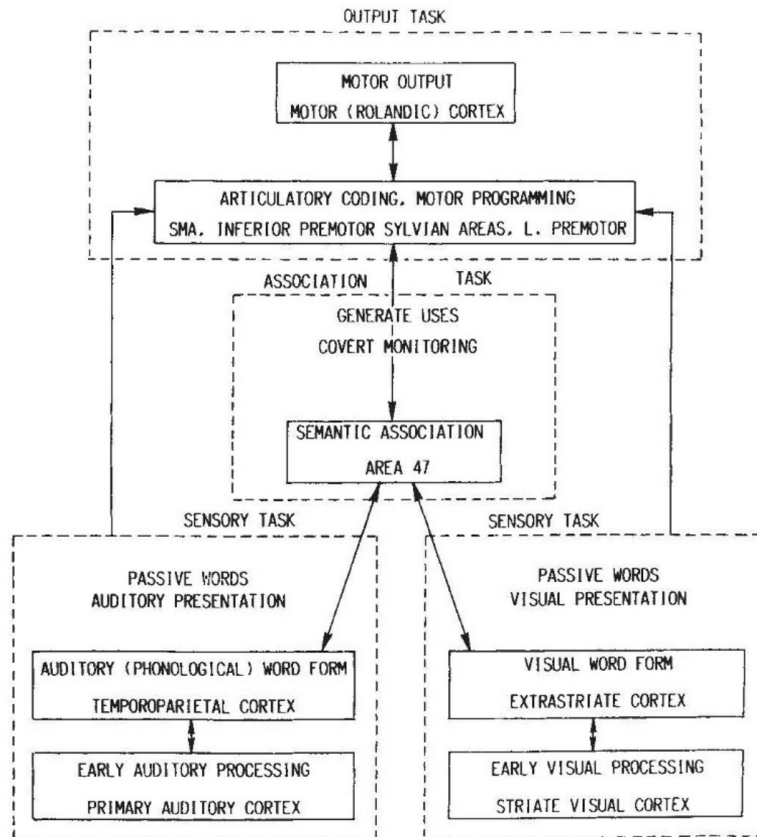 OUTPUT TASK
MOTOR OUTPUT
MOTOR (ROLANDIC) CORTEX
ARTICULATORY CODING, MOTOR PROGRAMMING
SMA, INFERIOR PREMOTOR SYLVIAN AREAS, L. PREMOTOR
ASSOCIATION TASK
GENERATE USES
COVERT MONITORING
SEMANTIC ASSOCIATION
AREA 47
SENSORY TASK
PASSIVE WORDS
AUDITORY PRESENTATION
AUDITORY (PHONOLOGICAL) WORD FORM
TEMPOROPARIETAL CORTEX
EARLY AUDITORY PROCESSING
PRIMARY AUDITORY CORTEX
SENSORY TASK
PASSIVE WORDS
VISUAL PRESENTATION
VISUAL WORD FORM
EXTRASTRIATE CORTEX
EARLY VISUAL PROCESSING
STRIATE VISUAL CORTEX